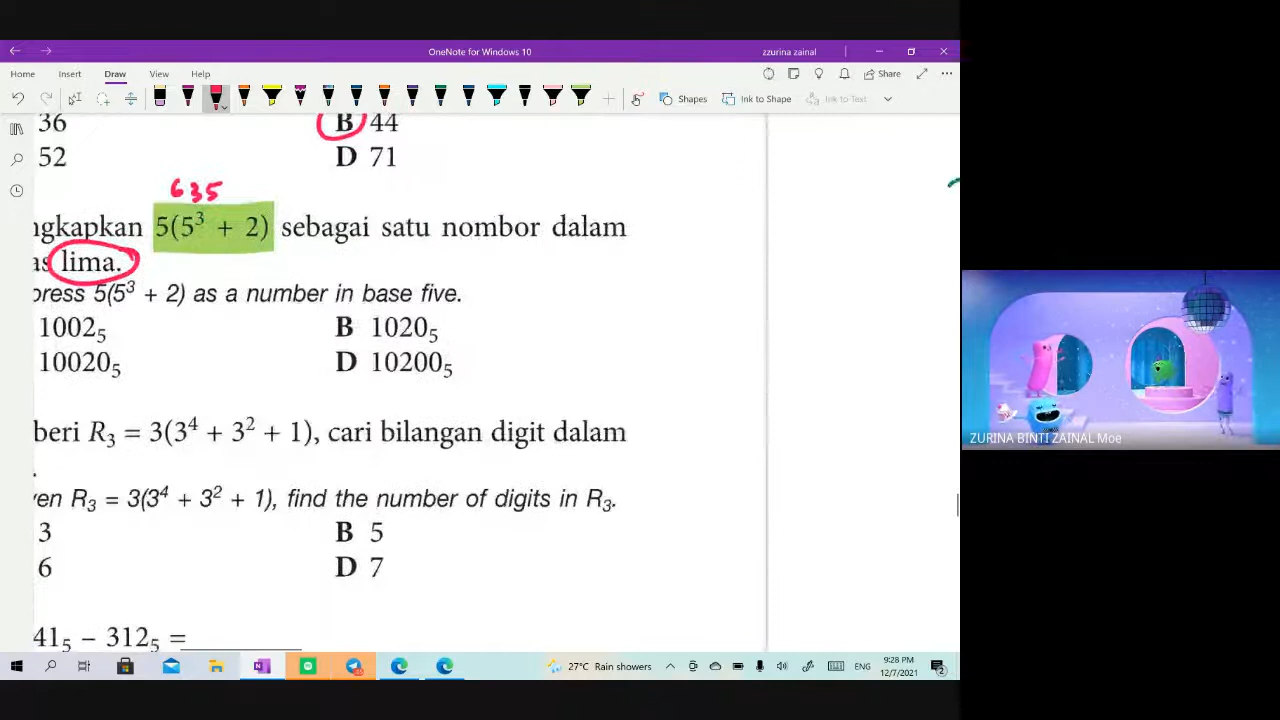 OneNote for Windows 10
zzurina zainal
Home Insert Draw View Help
Share
Shapes Ink to Shape Ink to Text
36 B 44
52 D 71
635
ngkapkan 5(5³ + 2) sebagai satu nombor dalam
as lima.
press 5(5³ + 2) as a number in base five.
1002₅ B 1020₅
10020₅ D 10200₅
beri R₃ = 3(3⁴ + 3² + 1), cari bilangan digit dalam
.
ven R₃ = 3(3⁴ + 3² + 1), find the number of digits in R₃.
3 B 5
6 D 7
41₅ – 312₅ = ________
ZURINA BINTI ZAINAL Moe
27°C Rain showers
ENG
9:28 PM
12/7/2021
2